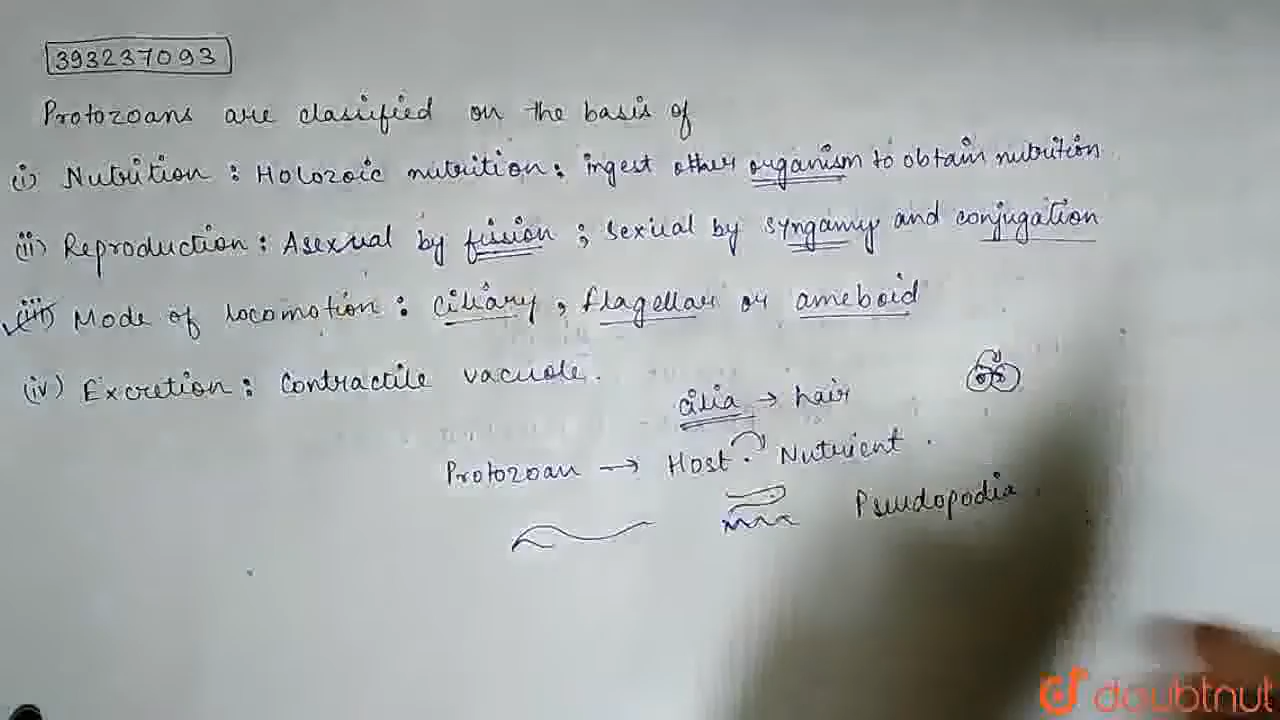 393237093
Protozoans are classified on the basis of
(i) Nutrition : Holozoic nutrition : ingest other organism to obtain nutrition
(ii) Reproduction : Asexual by fission ; sexual by syngamy and conjugation
(iii) Mode of locomotion : ciliary, flagellar or ameboid
(iv) Excretion : Contractile vacuole.
cilia → hair
Protozoan → Host. Nutrient.
Pseudopodia.
doubtnut